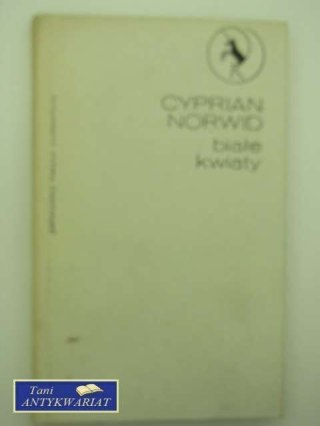 CYPRIAN
NORWID
białe
kwiaty
Tani
ANTYKWARIAT